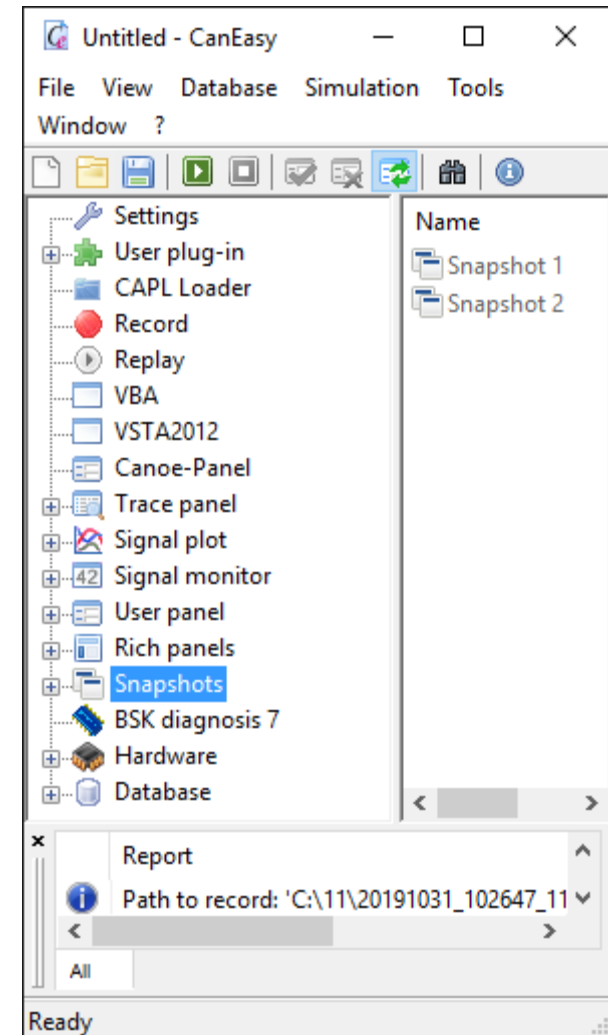 Untitled - CanEasy
File View Database Simulation Tools
Window ?
Settings
User plug-in
CAPL Loader
Record
Replay
VBA
VSTA2012
Canoe-Panel
Trace panel
Signal plot
42 Signal monitor
User panel
Rich panels
Snapshots
BSK diagnosis 7
Hardware
Database
Name
Snapshot 1
Snapshot 2
Report
Path to record: 'C:\11\20191031_102647_11
All
Ready